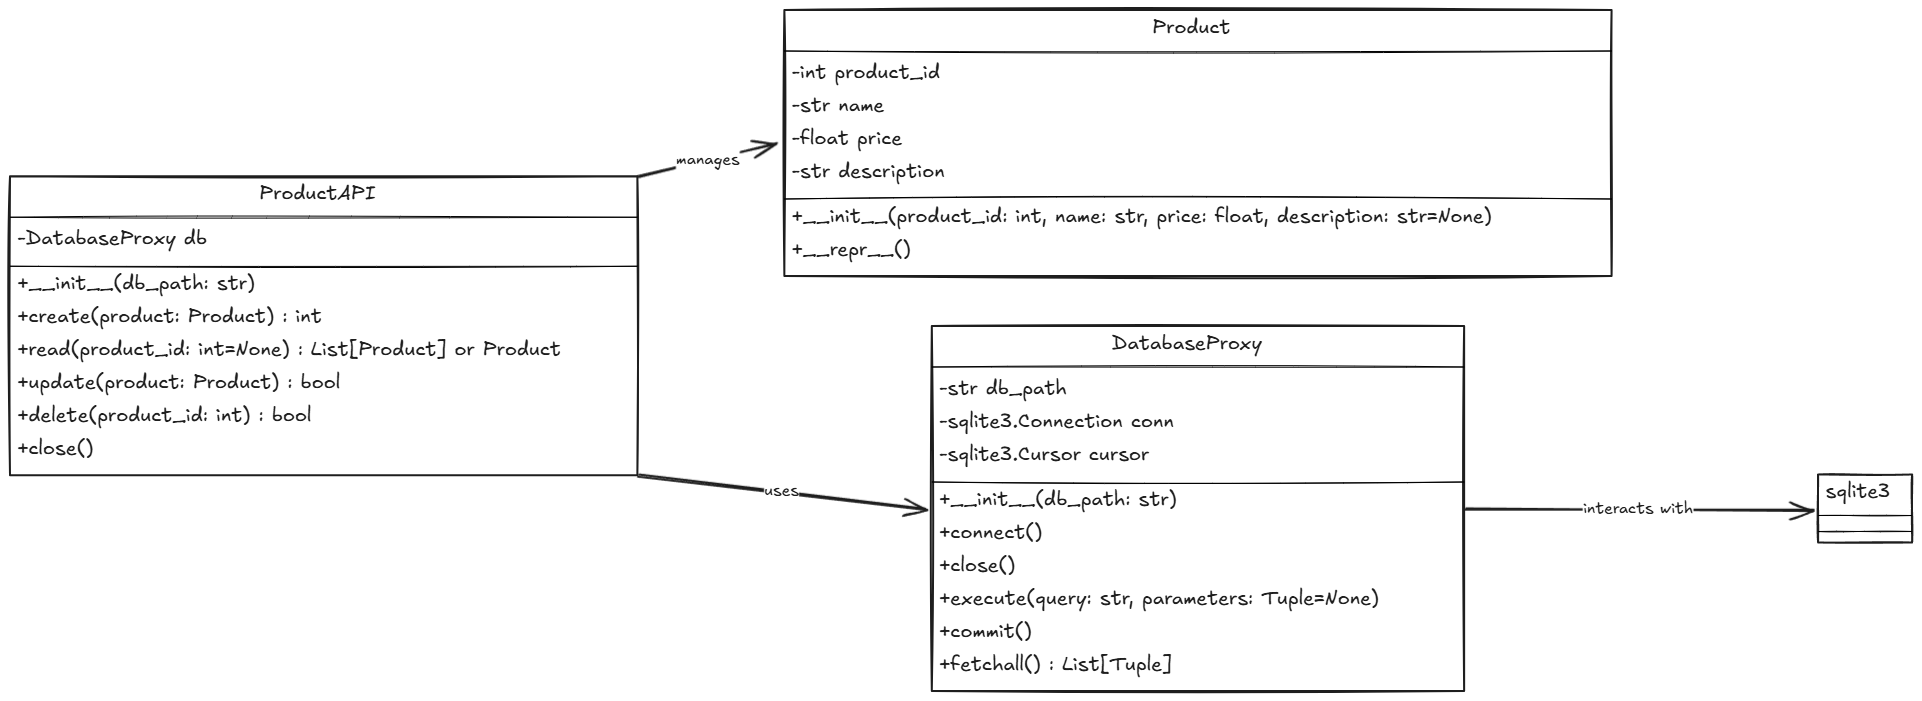 Product
-int product_id
-str name
-float price
-str description
+__init__(product_id: int, name: str, price: float, description: str=None)
+__repr__()
manages
ProductAPI
-DatabaseProxy db
+__init__(db_path: str)
+create(product: Product) : int
+read(product_id: int=None) : List[Product] or Product
+update(product: Product) : bool
+delete(product_id: int) : bool
+close()
uses
DatabaseProxy
-str db_path
-sqlite3.Connection conn
-sqlite3.Cursor cursor
+__init__(db_path: str)
+connect()
+close()
+execute(query: str, parameters: Tuple=None)
+commit()
+fetchall() : List[Tuple]
interacts with
sqlite3